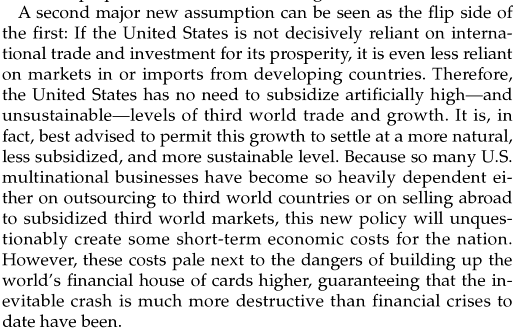 A second major new assumption can be seen as the flip side of
the first: If the United States is not decisively reliant on interna-
tional trade and investment for its prosperity, it is even less reliant
on markets in or imports from developing countries. Therefore,
the United States has no need to subsidize artificially high—and
unsustainable—levels of third world trade and growth. It is, in
fact, best advised to permit this growth to settle at a more natural,
less subsidized, and more sustainable level. Because so many U.S.
multinational businesses have become so heavily dependent ei-
ther on outsourcing to third world countries or on selling abroad
to subsidized third world markets, this new policy will unques-
tionably create some short-term economic costs for the nation.
However, these costs pale next to the dangers of building up the
world's financial house of cards higher, guaranteeing that the in-
evitable crash is much more destructive than financial crises to
date have been.